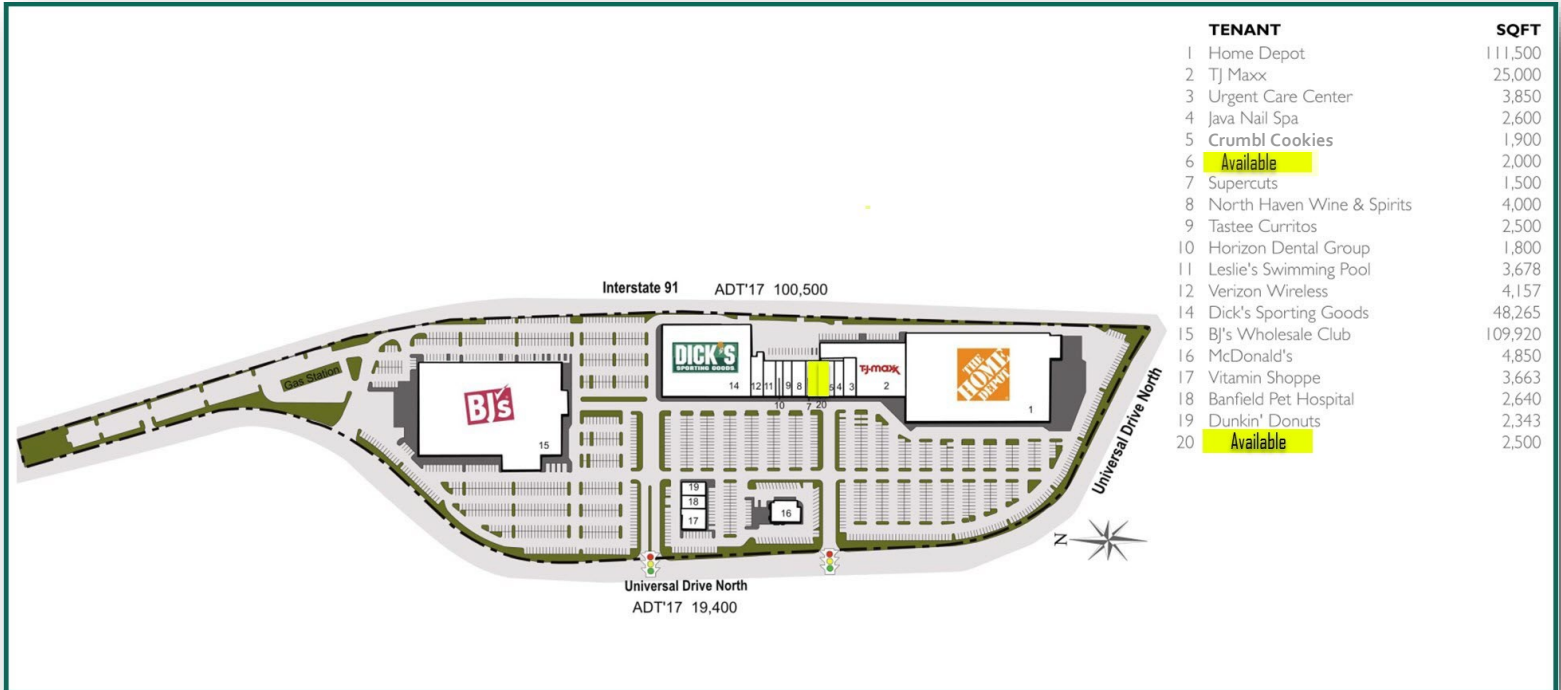 TENANT SQFT
1 Home Depot 111,500
2 TJ Maxx 25,000
3 Urgent Care Center 3,850
4 Java Nail Spa 2,600
5 Crumbl Cookies 1,900
6 Available 2,000
7 Supercuts 1,500
8 North Haven Wine & Spirits 4,000
9 Tastee Curritos 2,500
10 Horizon Dental Group 1,800
11 Leslie's Swimming Pool 3,678
12 Verizon Wireless 4,157
14 Dick's Sporting Goods 48,265
15 BJ's Wholesale Club 109,920
16 McDonald's 4,850
17 Vitamin Shoppe 3,663
18 Banfield Pet Hospital 2,640
19 Dunkin' Donuts 2,343
20 Available 2,500
Interstate 91 ADT'17 100,500
DICK'S
SPORTING GOODS
14 12 11 9 8 5 4 3
10 7 20
T•J•maxx
2
THE
HOME
DEPOT
1
Gas Station
BJ's
15
19
18
17
16
Universal Drive North
N
Universal Drive North
ADT'17 19,400